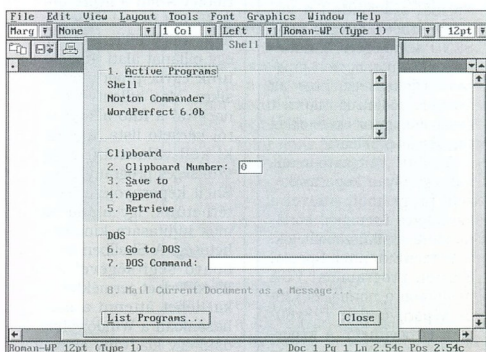 File Edit View Layout Tools Font Graphics Window Help
Marg None 1 Col Left Roman-WP (Type 1) 12pt
Shell
1. Active Programs
Shell
Norton Commander
WordPerfect 6.0b
Clipboard
2. Clipboard Number: 0
3. Save to
4. Append
5. Retrieve
DOS
6. Go to DOS
7. DOS Command:
8. Mail Current Document as a Message...
List Programs... Close
Roman-WP 12pt (Type 1) Doc 1 Pg 1 Ln 2.54c Pos 2.54c